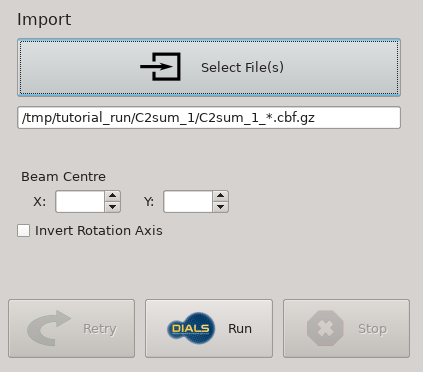 Import
Select File(s)
/tmp/tutorial_run/C2sum_1/C2sum_1_*.cbf.gz
Beam Centre
X: Y:
Invert Rotation Axis
Retry DIALS Run Stop